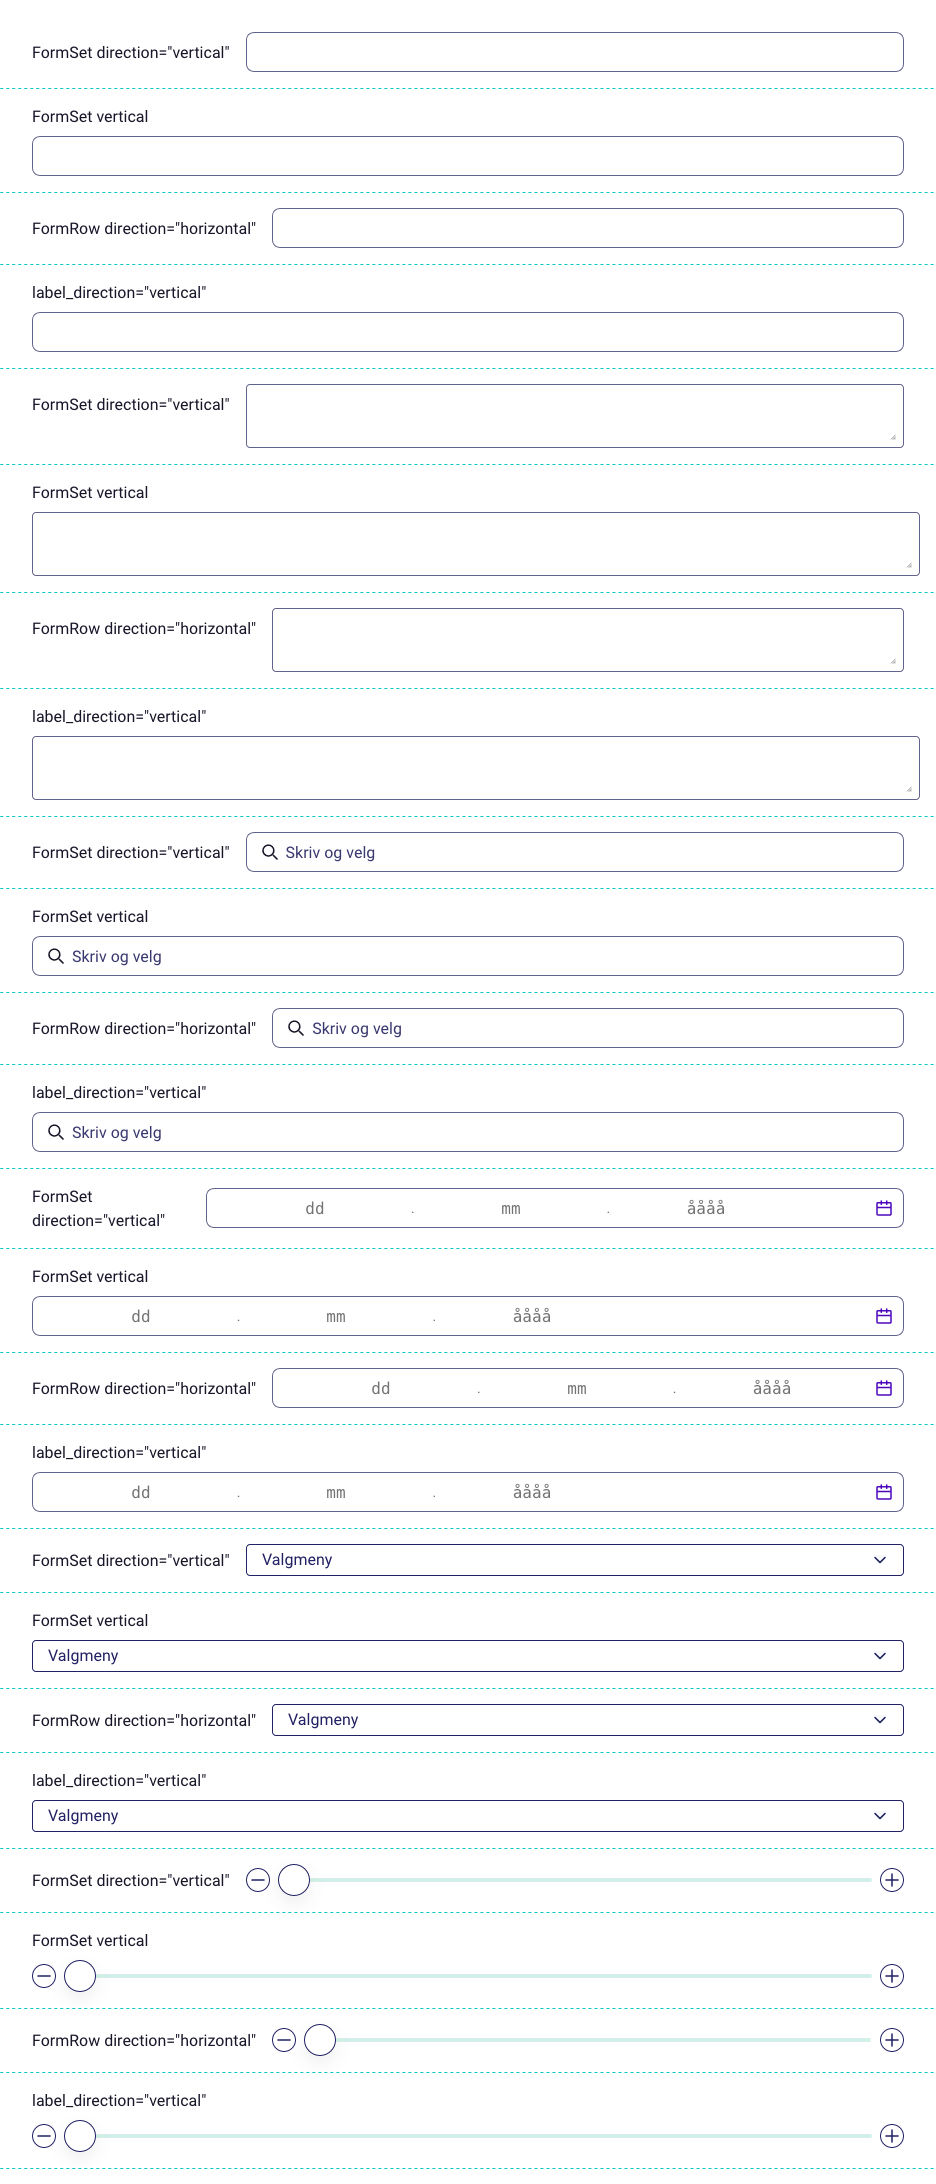 FormSet direction="vertical"
FormSet vertical
FormRow direction="horizontal"
label_direction="vertical"
FormSet direction="vertical"
FormSet vertical
FormRow direction="horizontal"
label_direction="vertical"
FormSet direction="vertical" Skriv og velg
FormSet vertical
Skriv og velg
FormRow direction="horizontal" Skriv og velg
label_direction="vertical"
Skriv og velg
FormSet
direction="vertical" dd . mm . åååå
FormSet vertical
dd . mm . åååå
FormRow direction="horizontal" dd . mm . åååå
label_direction="vertical"
dd . mm . åååå
FormSet direction="vertical" Valgmeny
FormSet vertical
Valgmeny
FormRow direction="horizontal" Valgmeny
label_direction="vertical"
Valgmeny
FormSet direction="vertical"
FormSet vertical
FormRow direction="horizontal"
label_direction="vertical"